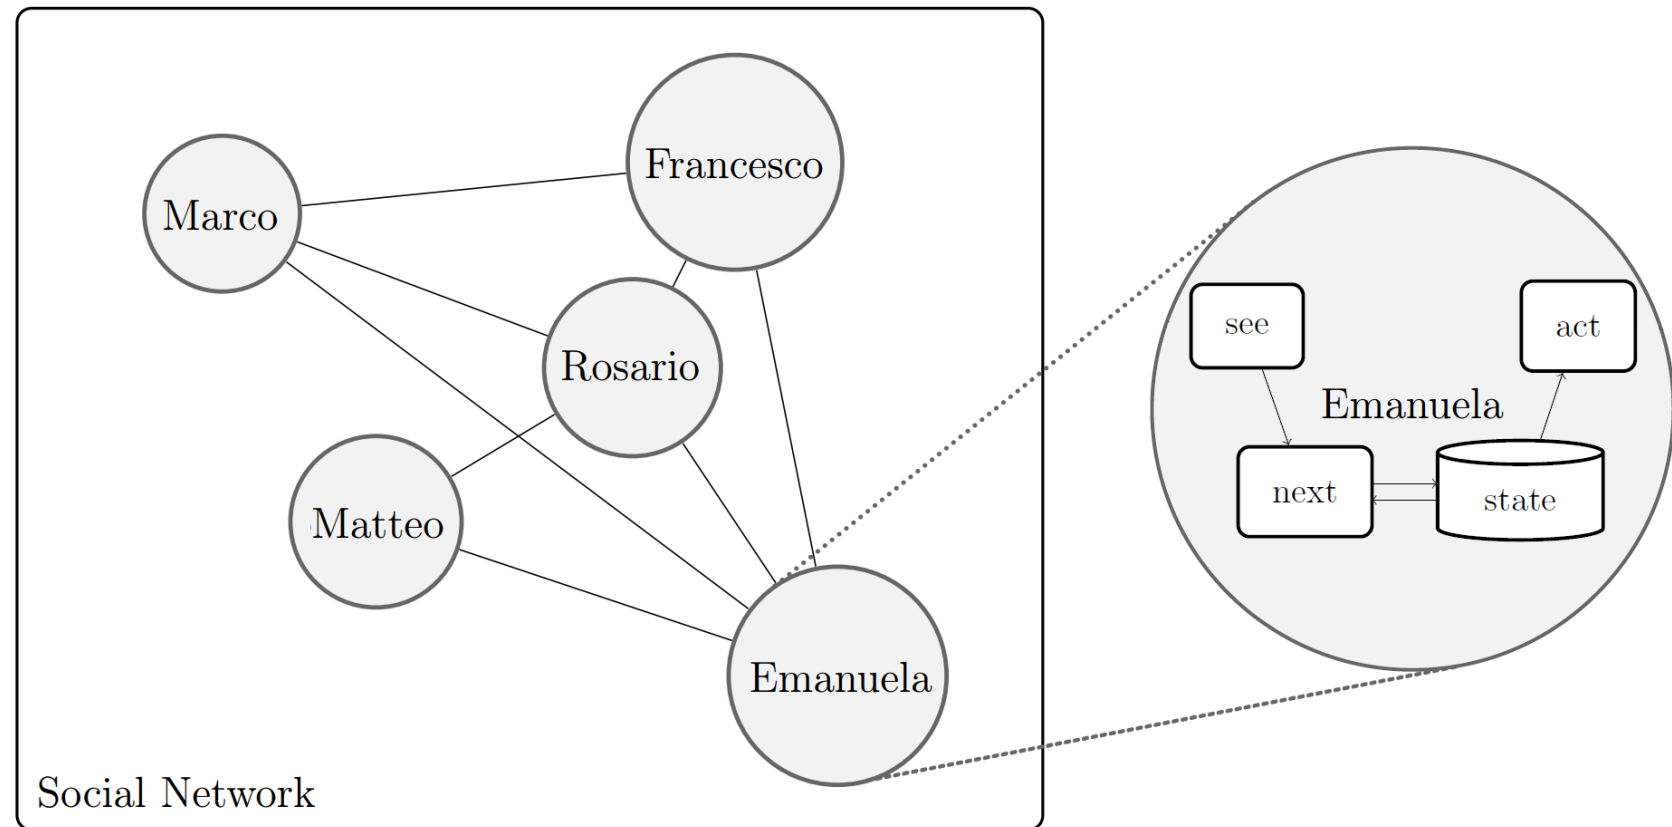 Francesco
Marco
Rosario
Matteo
Emanuela
Social Network
see
act
Emanuela
next
state